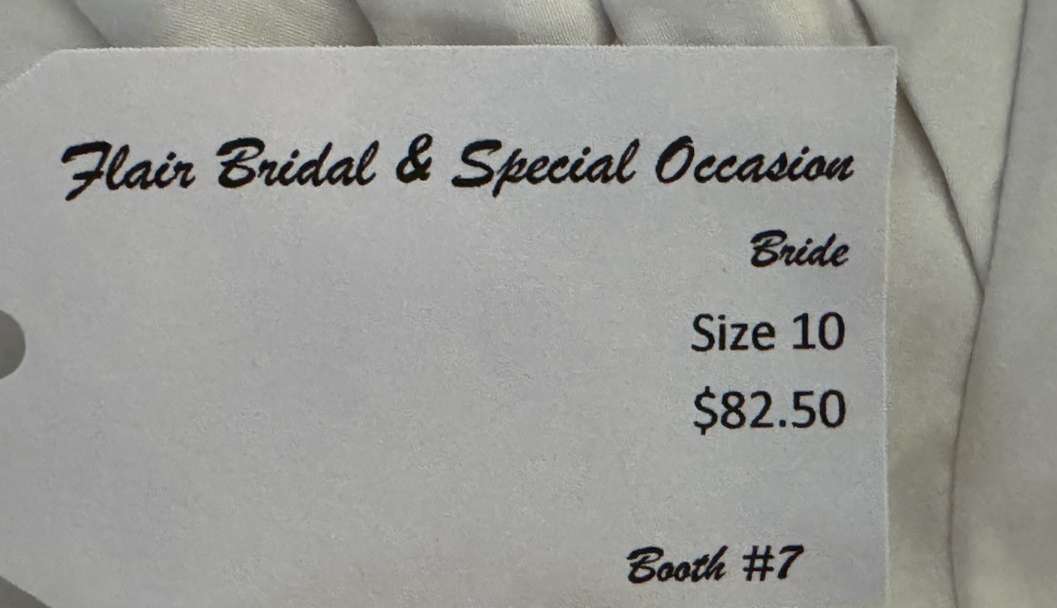 Flair Bridal & Special Occasion
Bride
Size 10
$82.50
Booth #7